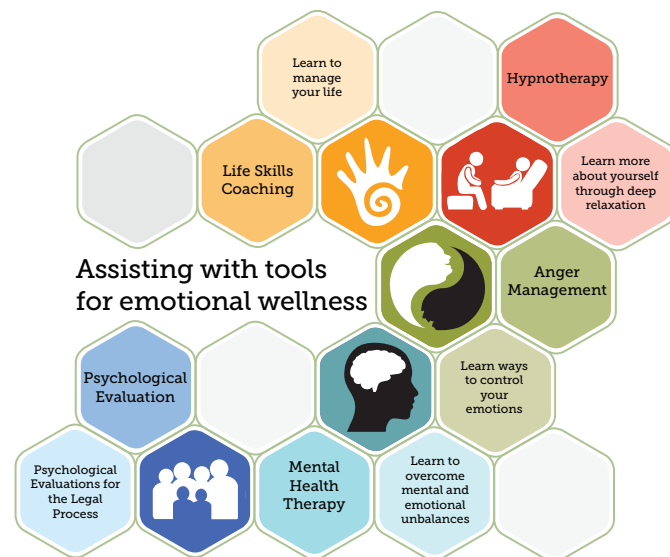 Learn to
manage
your life
Hypnotherapy
Life Skills
Coaching
Learn more
about yourself
through deep
relaxation
Assisting with tools
for emotional wellness
Anger
Management
Psychological
Evaluation
Learn ways
to control
your
emotions
Psychological
Evaluations for
the Legal
Process
Mental
Health
Therapy
Learn to
overcome
mental and
emotional
unbalances